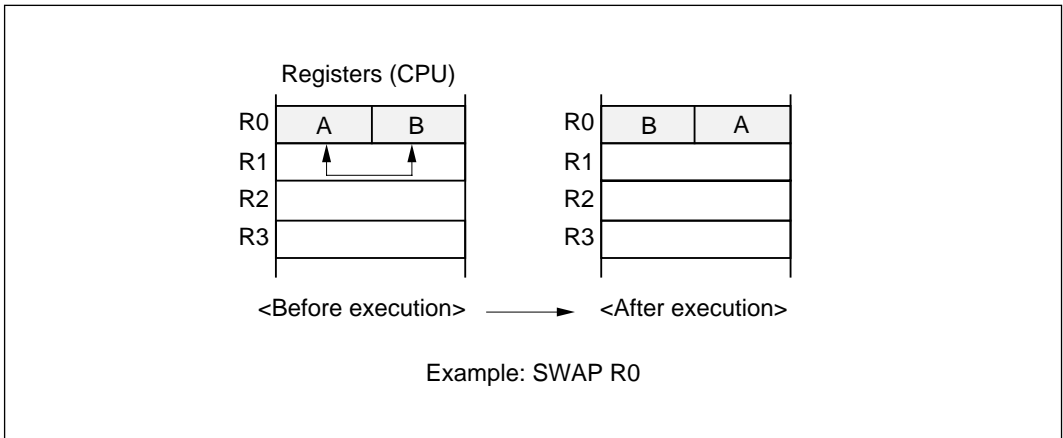 Registers (CPU)
R0 A B R0 B A
R1 R1
R2 R2
R3 R3
<Before execution> <After execution>
Example: SWAP R0